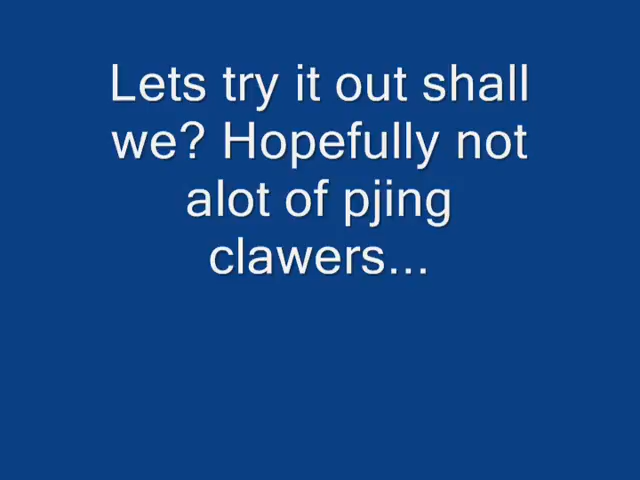 Lets try it out shall
we? Hopefully not
alot of pjing
clawers...